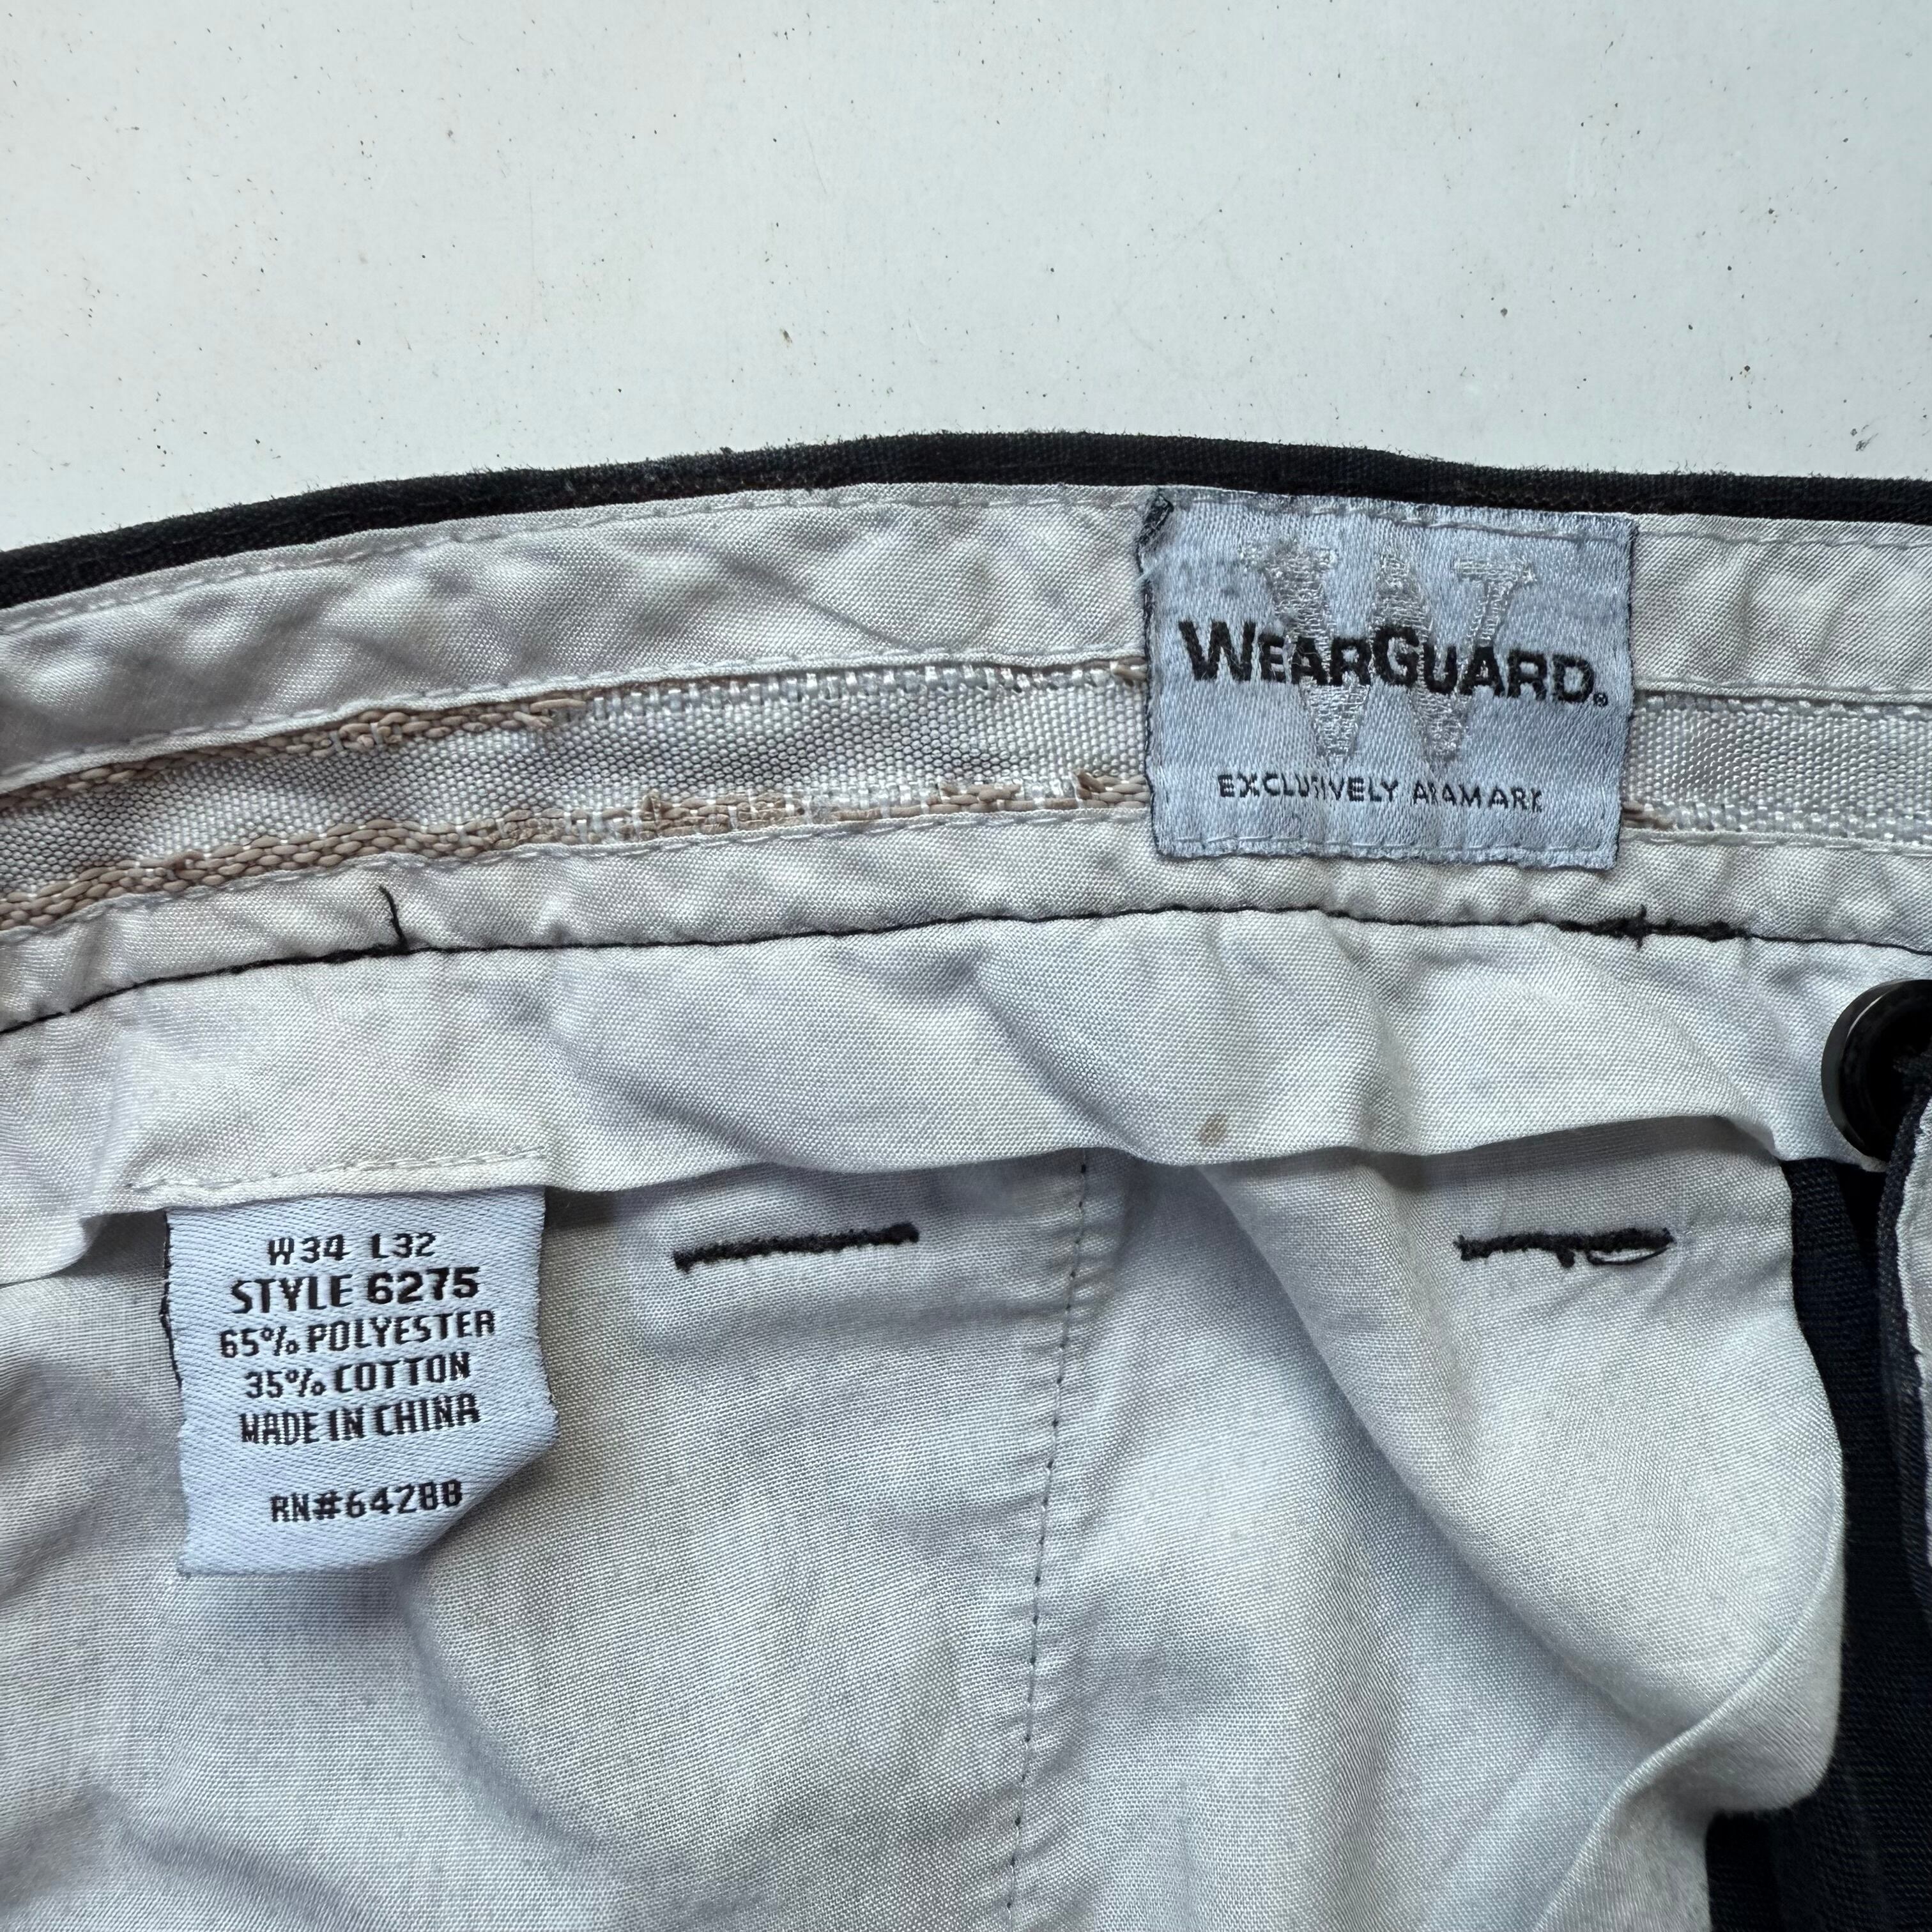 W
WEARGUARD®
EXCLUSIVELY ARAMARK
W34 L32
STYLE 6275
65% POLYESTER
35% COTTON
MADE IN CHINA
RN#64288